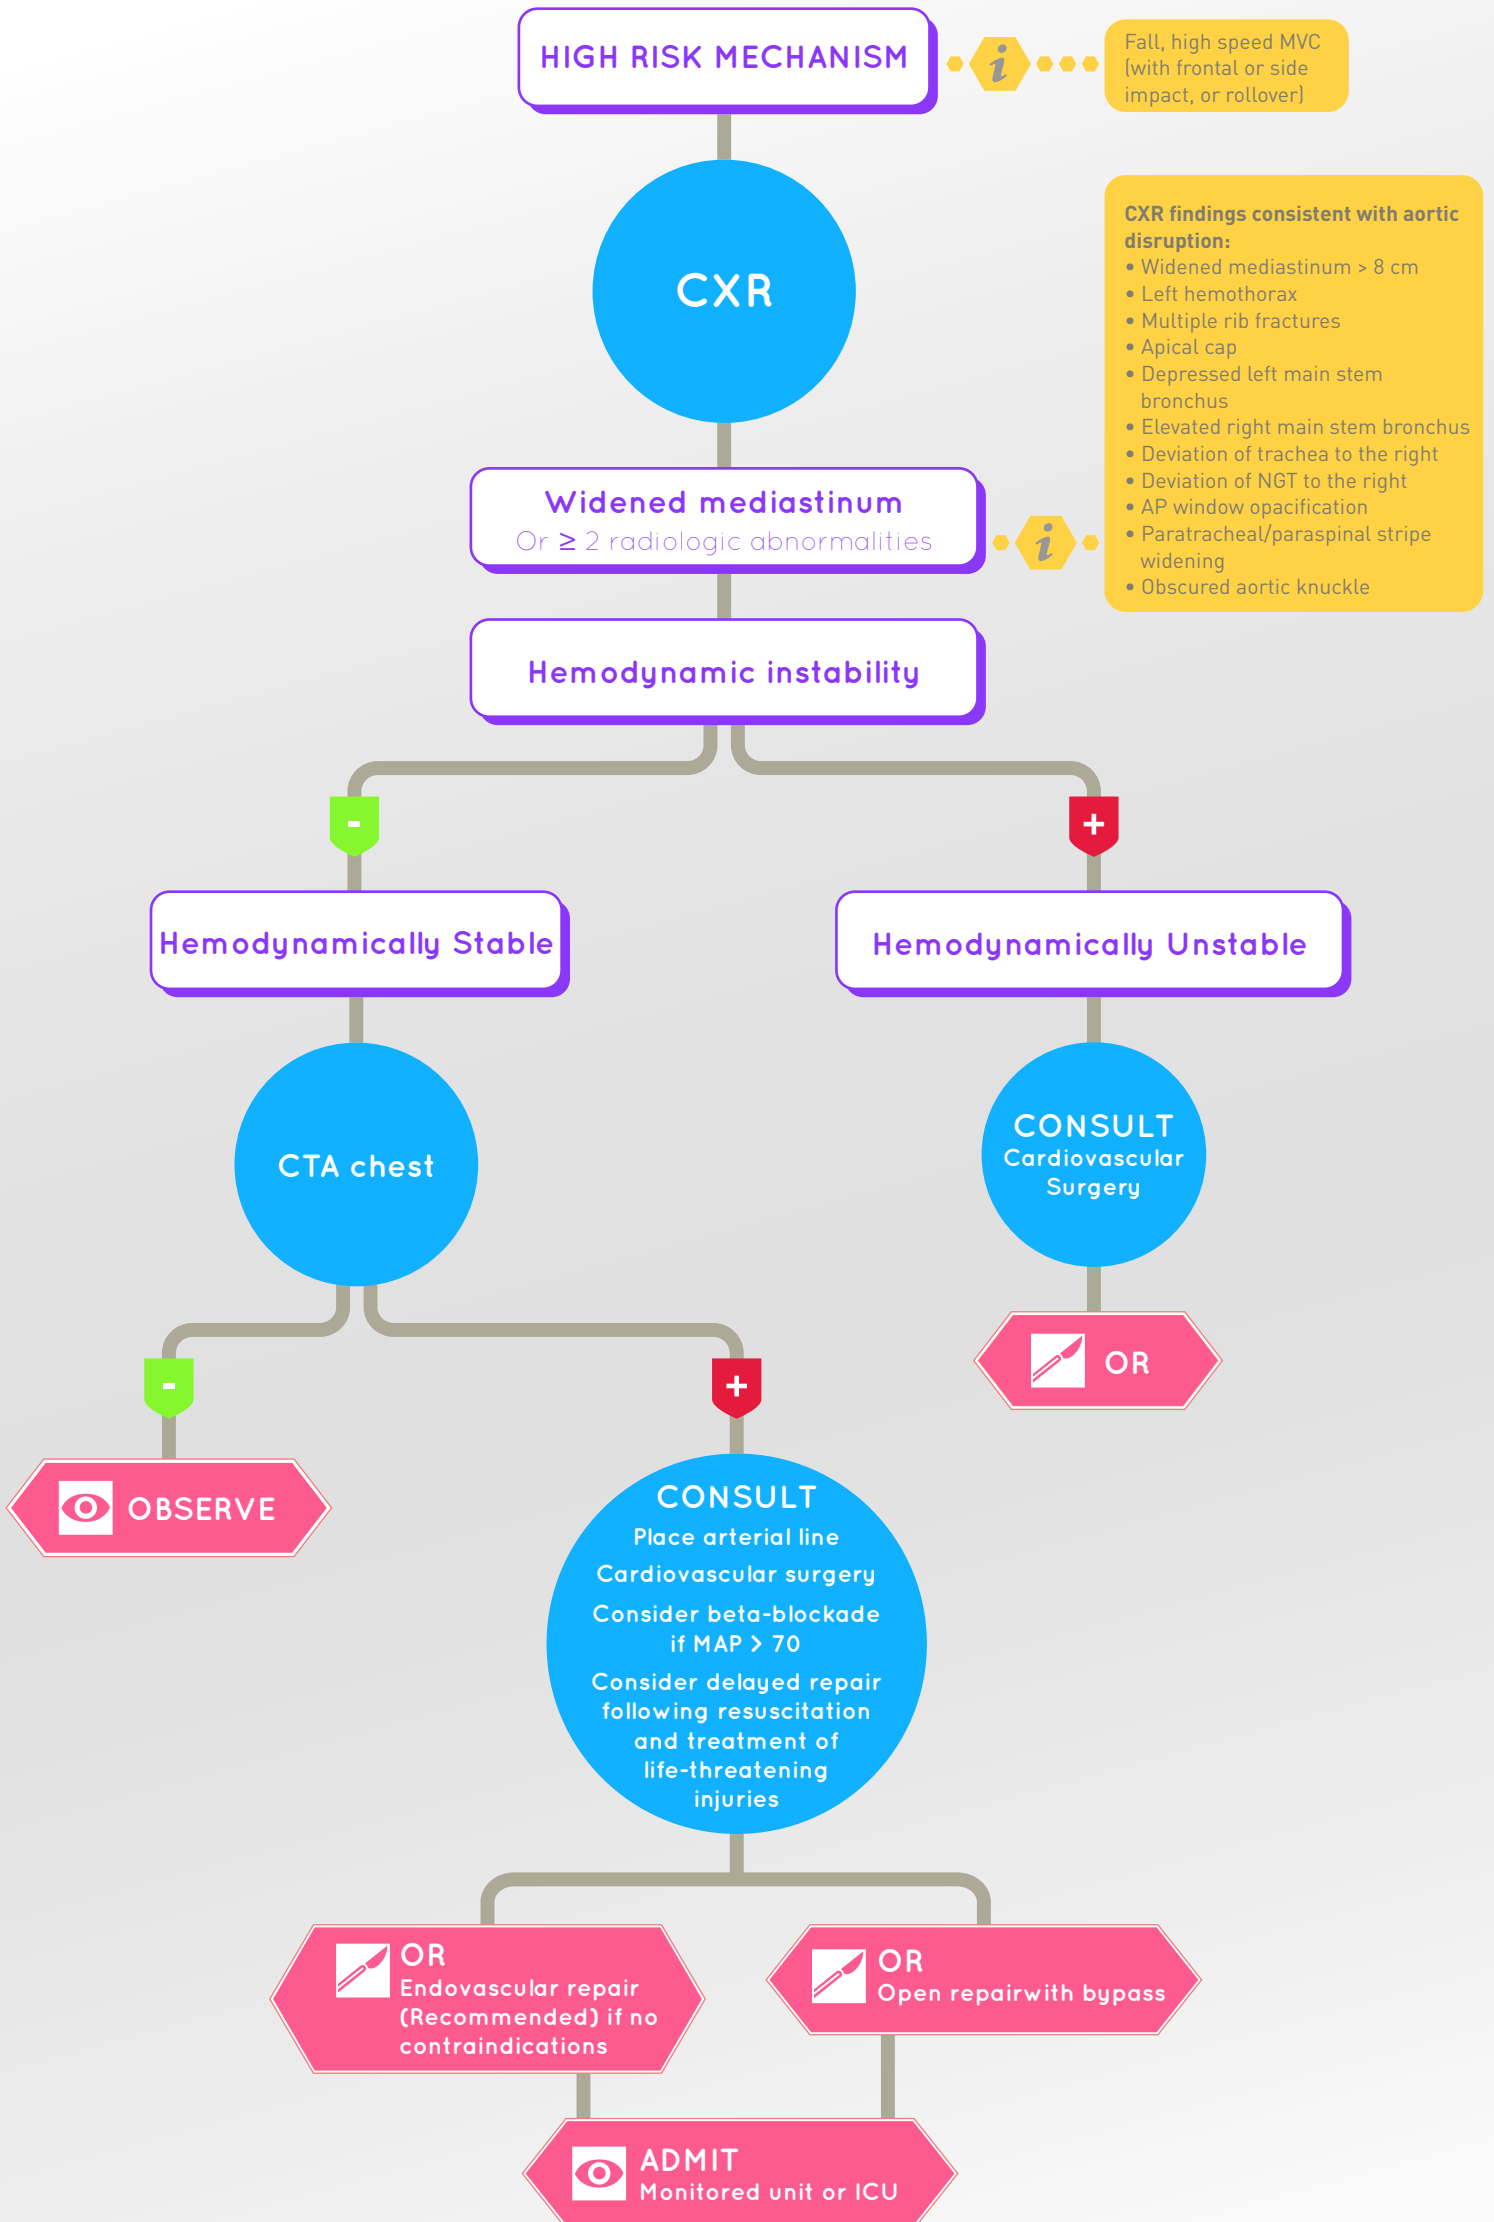 HIGH RISK MECHANISM
Fall, high speed MVC
(with frontal or side
impact, or rollover)
CXR
CXR findings consistent with aortic
disruption:
• Widened mediastinum > 8 cm
• Left hemothorax
• Multiple rib fractures
• Apical cap
• Depressed left main stem
bronchus
• Elevated right main stem bronchus
• Deviation of trachea to the right
• Deviation of NGT to the right
• AP window opacification
• Paratracheal/paraspinal stripe
widening
• Obscured aortic knuckle
Widened mediastinum
Or ≥ 2 radiologic abnormalities
Hemodynamic instability
-
+
Hemodynamically Stable
Hemodynamically Unstable
CTA chest
CONSULT
Cardiovascular
Surgery
OR
-
+
OBSERVE
CONSULT
Place arterial line
Cardiovascular surgery
Consider beta-blockade
if MAP > 70
Consider delayed repair
following resuscitation
and treatment of
life-threatening
injuries
OR
Endovascular repair
(Recommended) if no
contraindications
OR
Open repairwith bypass
ADMIT
Monitored unit or ICU